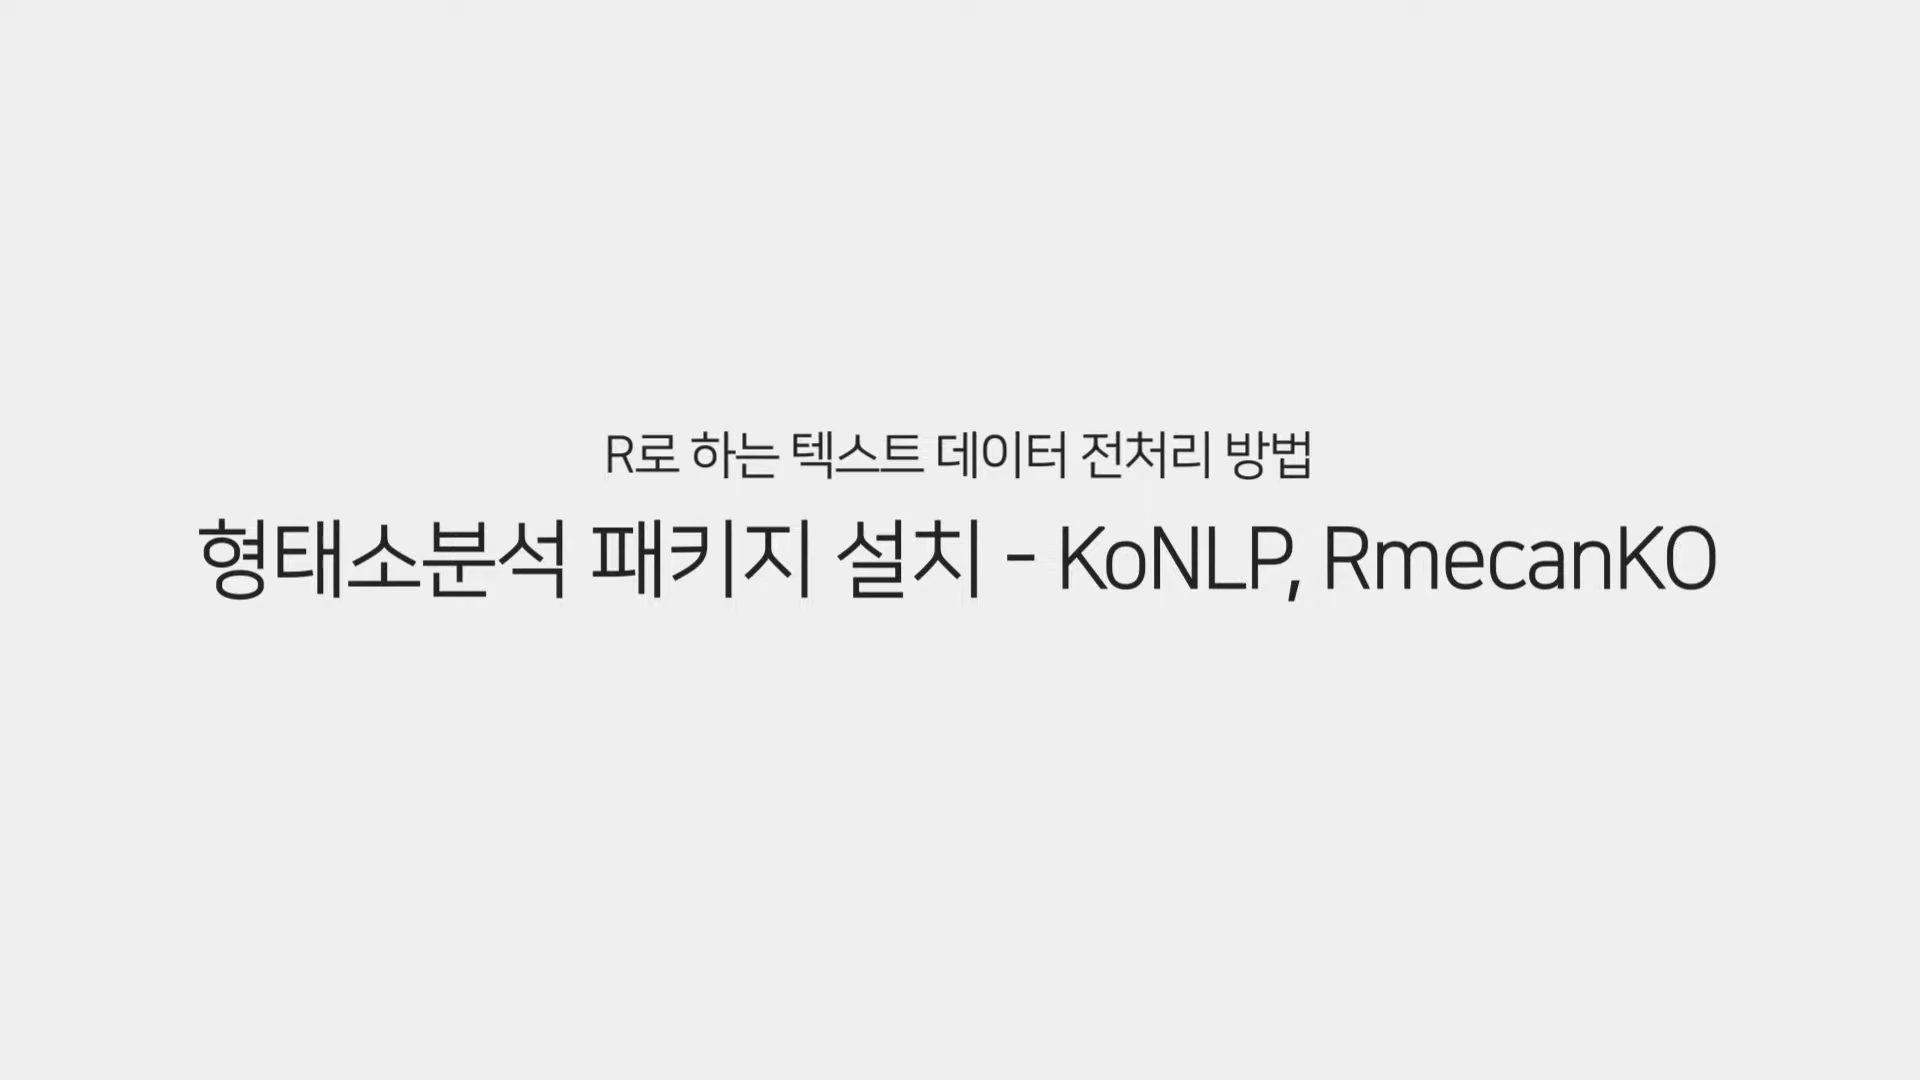 R로 하는 텍스트 데이터 전처리 방법
형태소분석 패키지 설치 - KoNLP, RmecanKO